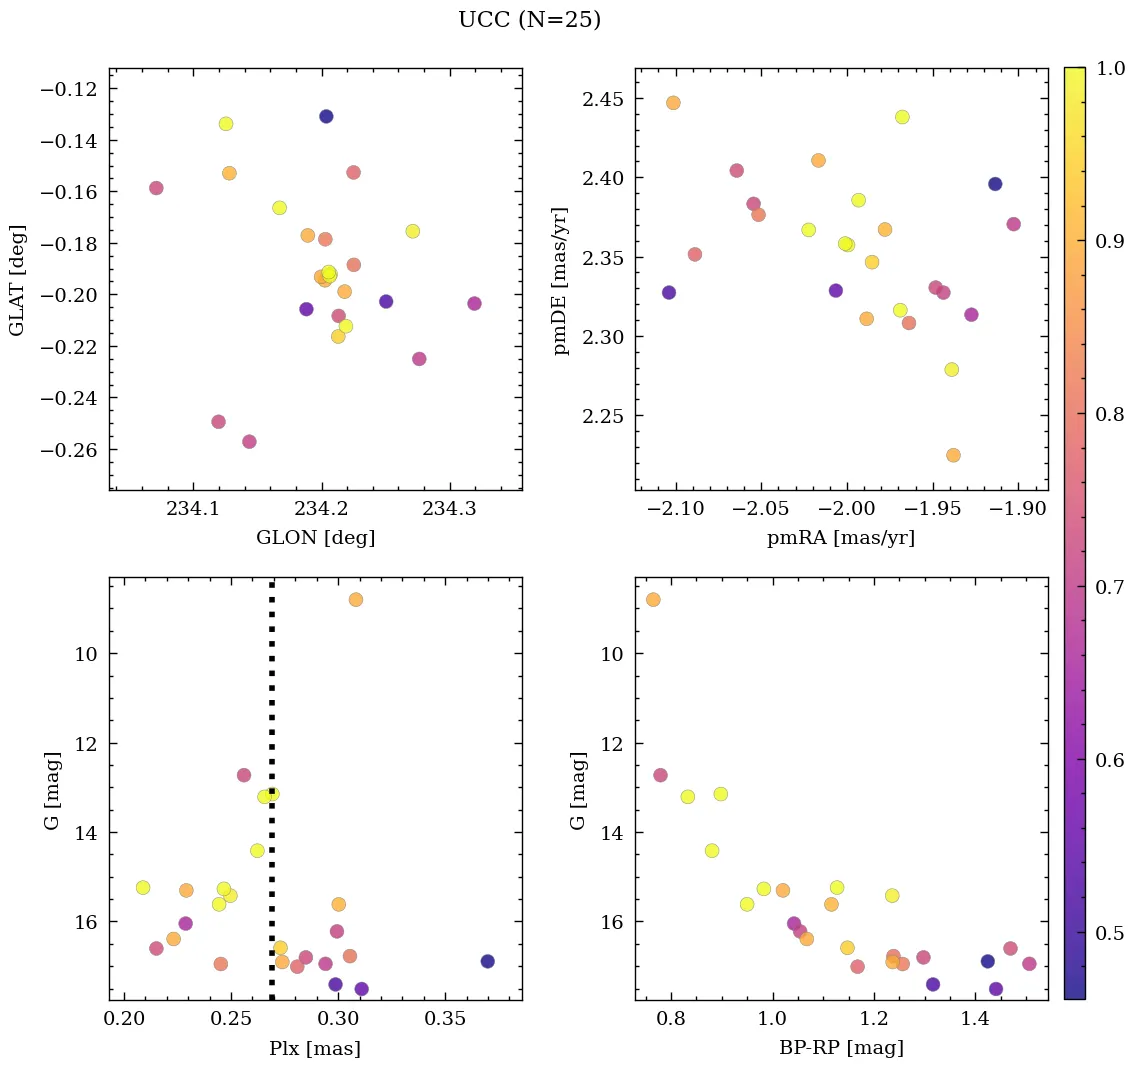 UCC (N=25)
−0.12
−0.14
−0.16
−0.18
−0.20
−0.22
−0.24
−0.26
GLAT [deg]
234.1 234.2 234.3
GLON [deg]
2.45
2.40
2.35
2.30
2.25
pmDE [mas/yr]
−2.10 −2.05 −2.00 −1.95 −1.90
pmRA [mas/yr]
1.0
0.9
0.8
0.7
0.6
0.5
10
12
14
16
G [mag]
0.20 0.25 0.30 0.35
Plx [mas]
10
12
14
16
G [mag]
0.8 1.0 1.2 1.4
BP-RP [mag]